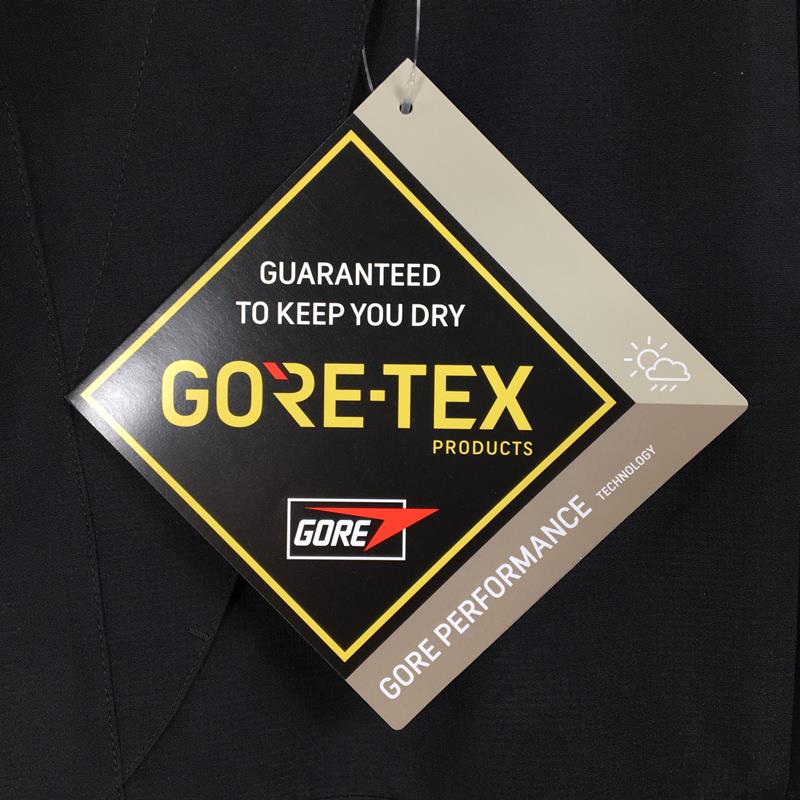 GUARANTEED
TO KEEP YOU DRY
GORE-TEX
PRODUCTS
GORE
GORE PERFORMANCE TECHNOLOGY